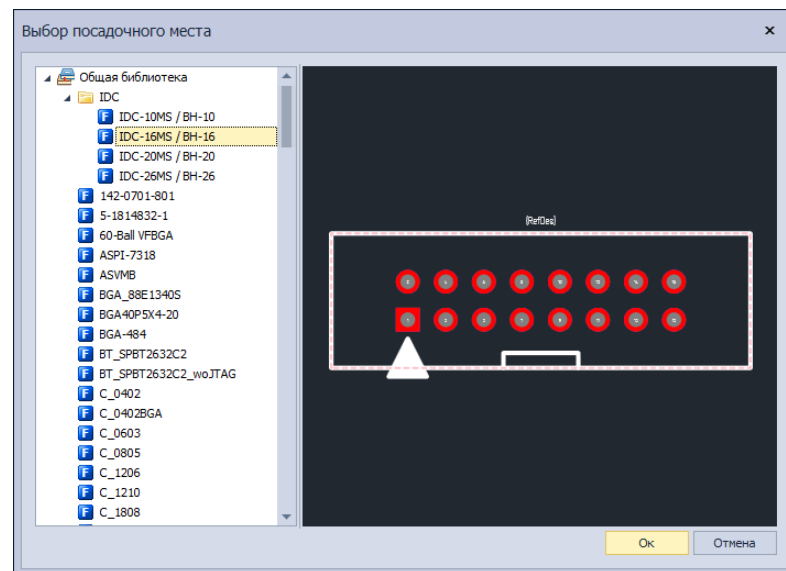 Выбор посадочного места
Общая библиотека
IDC
IDC-10MS / BH-10
IDC-16MS / BH-16
IDC-20MS / BH-20
IDC-26MS / BH-26
142-0701-801
5-1814832-1
60-Ball VFBGA
ASPI-7318
ASVMB
BGA_88E1340S
BGA40P5X4-20
BGA-484
BT_SPBT2632C2
BT_SPBT2632C2_woJTAG
C_0402
C_0402BGA
C_0603
C_0805
C_1206
C_1210
C_1808
{RefDes}
Ок
Отмена